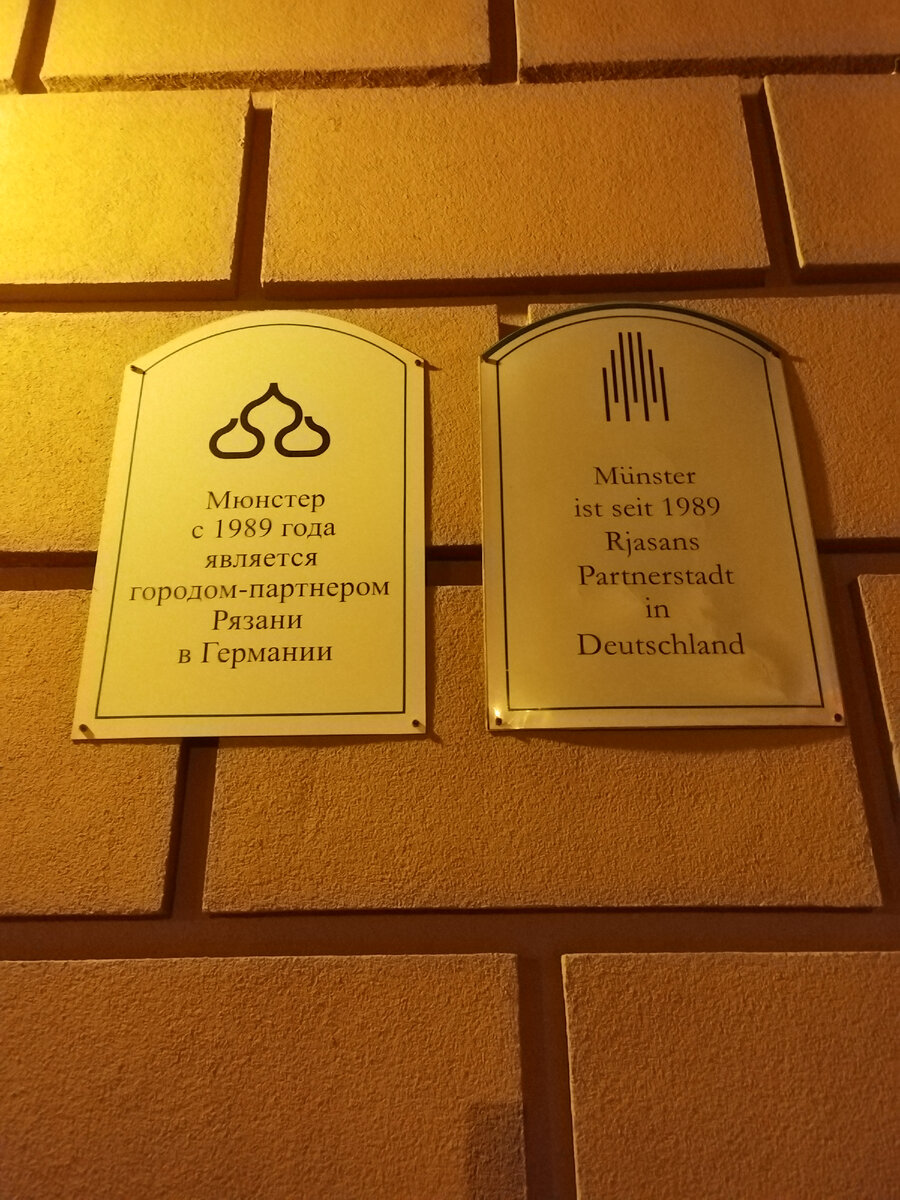 Мюнстер
с 1989 года
является
городом-партнером
Рязани
в Германии
Münster
ist seit 1989
Rjasans
Partnerstadt
in
Deutschland